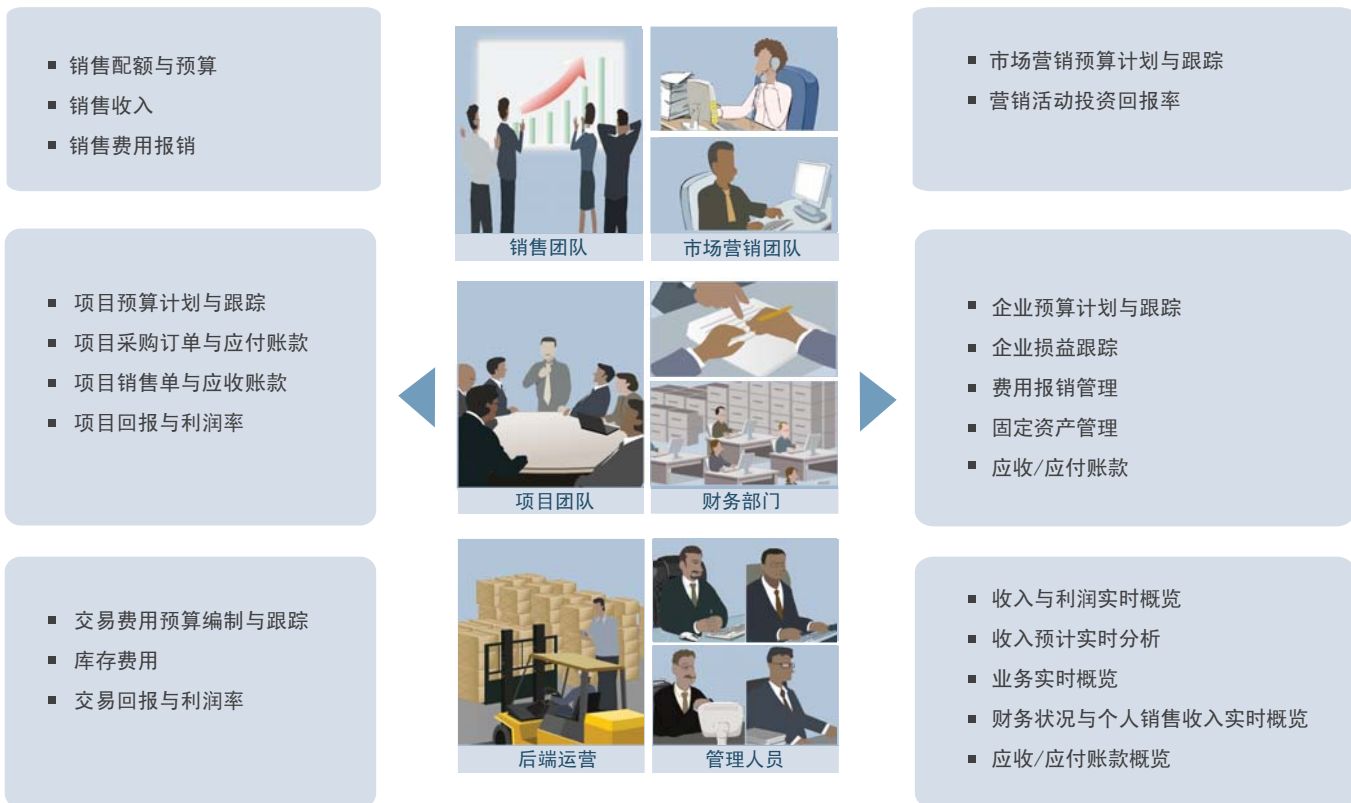 ■ 销售配额与预算
■ 销售收入
■ 销售费用报销
■ 市场营销预算计划与跟踪
■ 营销活动投资回报率
销售团队
市场营销团队
■ 项目预算计划与跟踪
■ 项目采购订单与应付账款
■ 项目销售单与应收账款
■ 项目回报与利润率
■ 企业预算计划与跟踪
■ 企业损益跟踪
■ 费用报销管理
■ 固定资产管理
■ 应收/应付账款
项目团队
财务部门
■ 交易费用预算编制与跟踪
■ 库存费用
■ 交易回报与利润率
■ 收入与利润实时概览
■ 收入预计实时分析
■ 业务实时概览
■ 财务状况与个人销售收入实时概览
■ 应收/应付账款概览
后端运营
管理人员